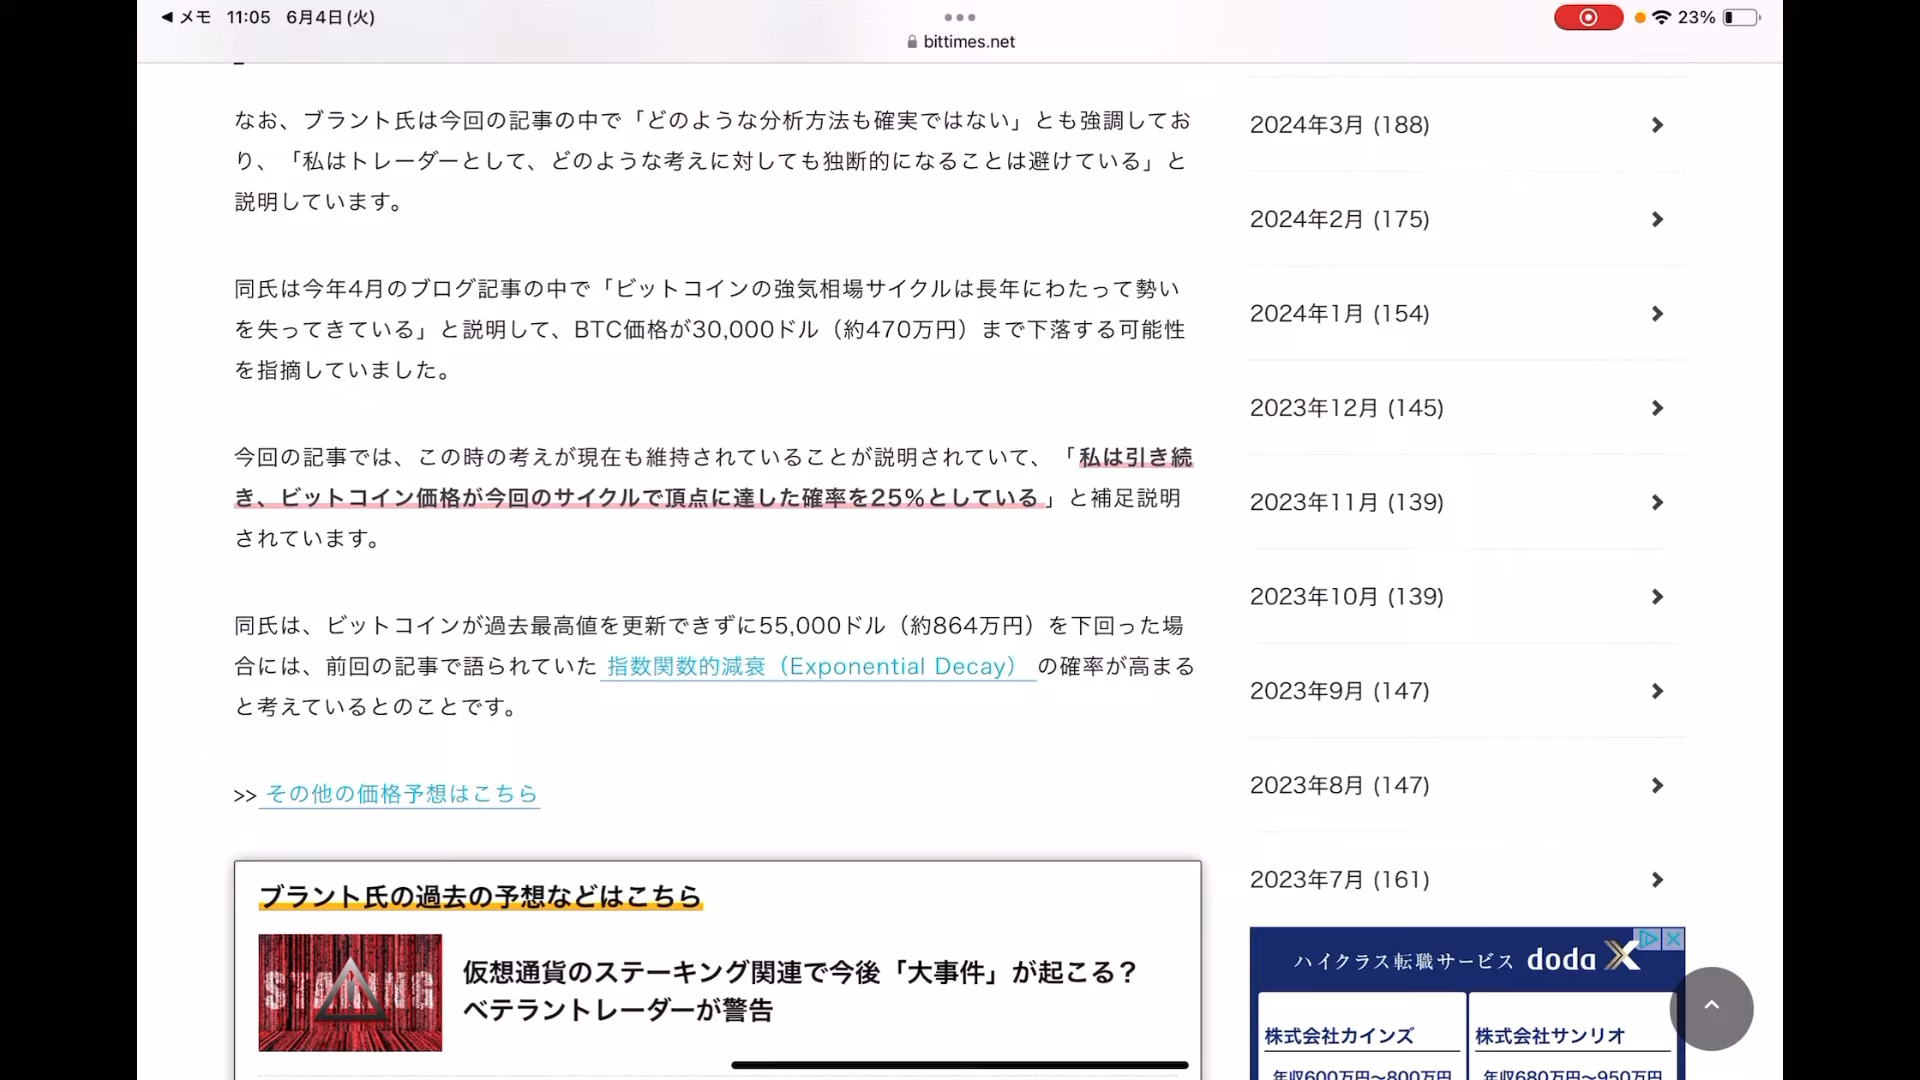 ◀メモ 11:05 6月4日(火)
23%
bittimes.net
なお、ブラント氏は今回の記事の中で「どのような分析方法も確実ではない」とも強調してお
り、「私はトレーダーとして、どのような考えに対しても独断的になることは避けている」と
説明しています。
同氏は今年4月のブログ記事の中で「ビットコインの強気相場サイクルは長年にわたって勢い
を失ってきている」と説明して、BTC価格が30,000ドル（約470万円）まで下落する可能性
を指摘していました。
今回の記事では、この時の考えが現在も維持されていることが説明されていて、「私は引き続
き、ビットコイン価格が今回のサイクルで頂点に達した確率を25%としている」と補足説明
されています。
同氏は、ビットコインが過去最高値を更新できずに55,000ドル（約864万円）を下回った場
合には、前回の記事で語られていた 指数関数的減衰（Exponential Decay） の確率が高まる
と考えているとのことです。
>> その他の価格予想はこちら
ブラント氏の過去の予想などはこちら
STAKING
仮想通貨のステーキング関連で今後「大事件」が起こる？
ベテラントレーダーが警告
2024年3月 (188)
2024年2月 (175)
2024年1月 (154)
2023年12月 (145)
2023年11月 (139)
2023年10月 (139)
2023年9月 (147)
2023年8月 (147)
2023年7月 (161)
ハイクラス転職サービス doda X
株式会社カインズ
株式会社サンリオ
年収600万円〜800万円
年収680万円〜950万円